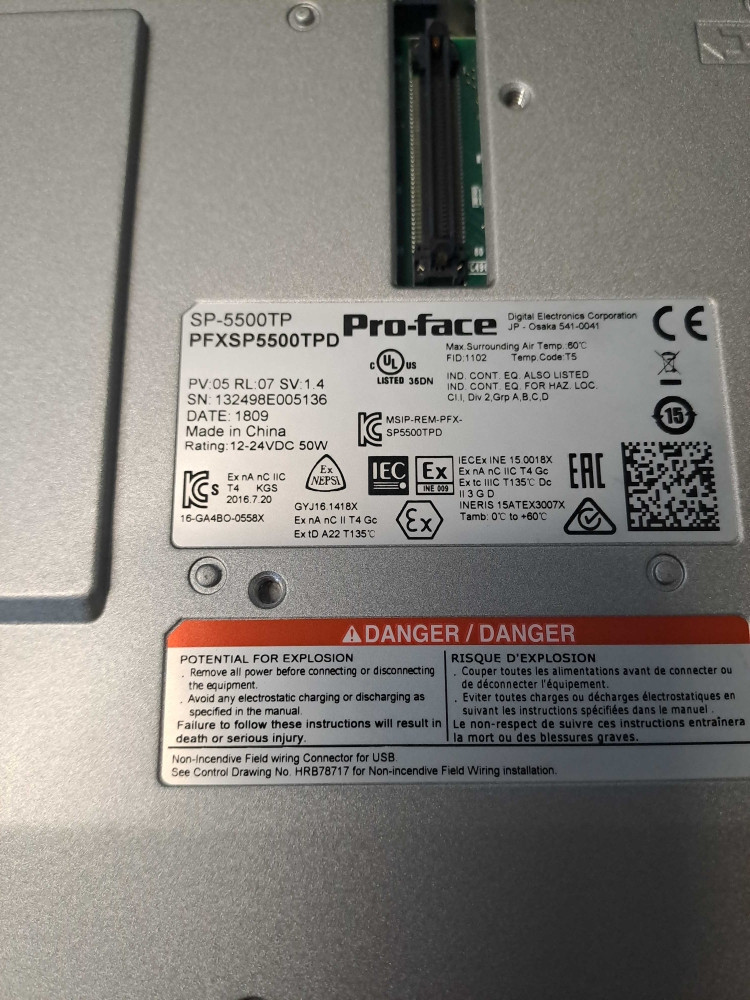 SP-5500TP
PFXSP5500TPD
Pro-face
Digital Electronics Corporation
JP - Osaka 541-0041
CE
Max.Surrounding Air Temp.:60℃
FID:1102 Temp.Code:T5
C UL US
LISTED 35DN
IND. CONT. EQ. ALSO LISTED
IND. CONT. EQ. FOR HAZ. LOC.
Cl.I, Div 2,Grp A,B,C,D
PV:05 RL:07 SV:1.4
SN: 132498E005136
DATE: 1809
Made in China
Rating:12-24VDC 50W
MSIP-REM-PFX-
SP5500TPD
15
S
Ex nA nC IIC
T4 KGS
2016.7.20
16-GA4BO-0558X
Ex
NEPSI
GYJ16.1418X
Ex nA nC II T4 Gc
Ex tD A22 T135℃
IEC
Ex
INE 009
Ex
IECEx INE 15.0018X
Ex nA nC IIC T4 Gc
Ex tc IIIC T135℃ Dc
II 3 G D
INERIS 15ATEX3007X
Tamb: 0℃ to +60℃
EAC
DANGER / DANGER
POTENTIAL FOR EXPLOSION
. Remove all power before connecting or disconnecting
the equipment.
. Avoid any electrostatic charging or discharging as
specified in the manual.
Failure to follow these instructions will result in
death or serious injury.
RISQUE D'EXPLOSION
. Couper toutes les alimentations avant de connecter ou
de déconnecter l'équipement.
. Eviter toutes charges ou décharges électrostatiques en
suivant les instructions spécifiées dans le manuel .
Le non-respect de suivre ces instructions entraînera
la mort ou des blessures graves.
Non-Incendive Field wiring Connector for USB.
See Control Drawing No. HRB78717 for Non-incendive Field Wiring installation.